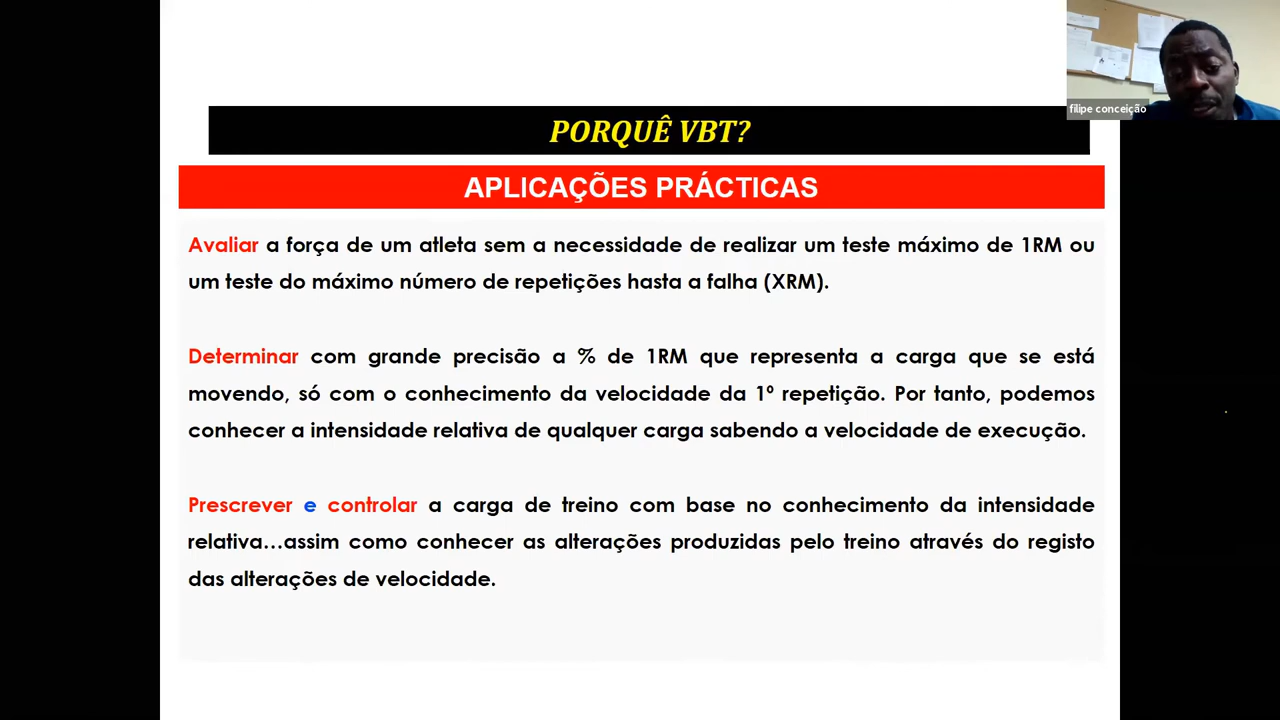 filipe conceição
PORQUÊ VBT?
APLICAÇÕES PRÁCTICAS
Avaliar a força de um atleta sem a necessidade de realizar um teste máximo de 1RM ou
um teste do máximo número de repetições hasta a falha (XRM).
Determinar com grande precisão a % de 1RM que representa a carga que se está
movendo, só com o conhecimento da velocidade da 1º repetição. Por tanto, podemos
conhecer a intensidade relativa de qualquer carga sabendo a velocidade de execução.
Prescrever e controlar a carga de treino com base no conhecimento da intensidade
relativa...assim como conhecer as alterações produzidas pelo treino através do registo
das alterações de velocidade.